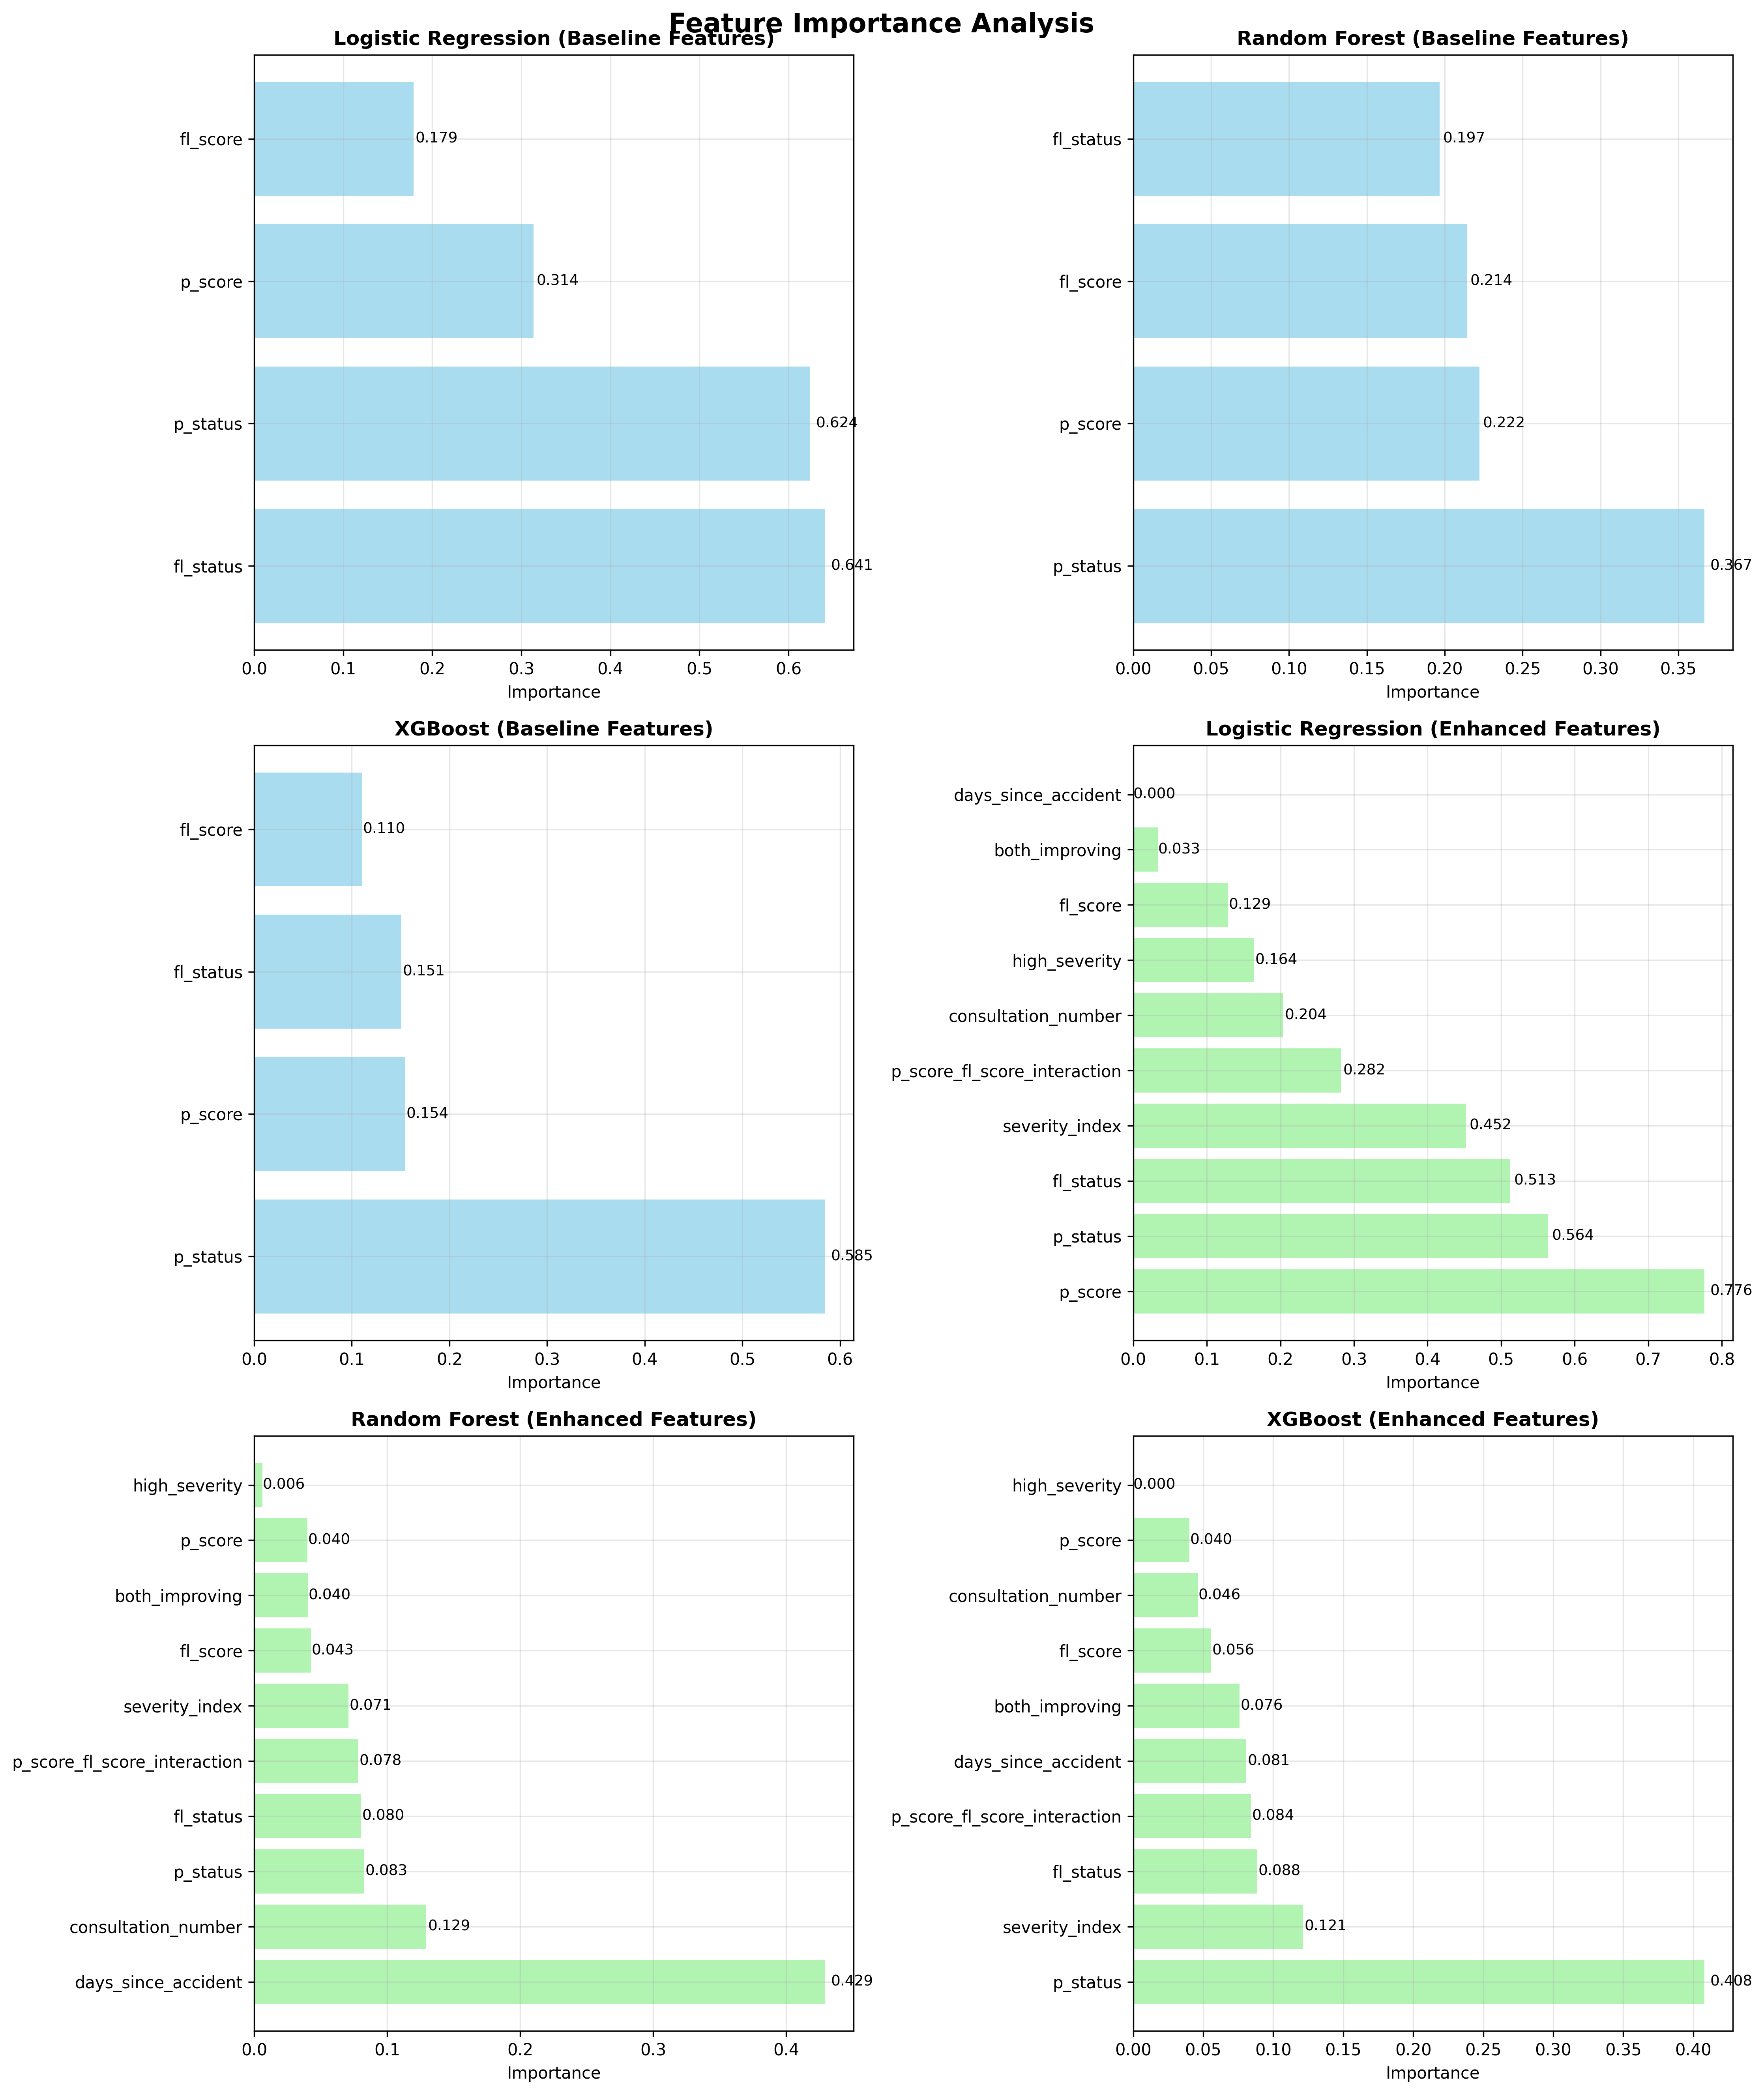 Feature Importance Analysis
Logistic Regression (Baseline Features)
fl_score
0.179
p_score
0.314
p_status
0.624
fl_status
0.641
0.0 0.1 0.2 0.3 0.4 0.5 0.6
Importance
Random Forest (Baseline Features)
fl_status
0.197
fl_score
0.214
p_score
0.222
p_status
0.367
0.00 0.05 0.10 0.15 0.20 0.25 0.30 0.35
Importance
XGBoost (Baseline Features)
fl_score
0.110
fl_status
0.151
p_score
0.154
p_status
0.585
0.0 0.1 0.2 0.3 0.4 0.5 0.6
Importance
Logistic Regression (Enhanced Features)
days_since_accident
0.000
both_improving
0.033
fl_score
0.129
high_severity
0.164
consultation_number
0.204
p_score_fl_score_interaction
0.282
severity_index
0.452
fl_status
0.513
p_status
0.564
p_score
0.776
0.0 0.1 0.2 0.3 0.4 0.5 0.6 0.7 0.8
Importance
Random Forest (Enhanced Features)
high_severity
0.006
p_score
0.040
both_improving
0.040
fl_score
0.043
severity_index
0.071
p_score_fl_score_interaction
0.078
fl_status
0.080
p_status
0.083
consultation_number
0.129
days_since_accident
0.429
0.0 0.1 0.2 0.3 0.4
Importance
XGBoost (Enhanced Features)
high_severity
0.000
p_score
0.040
consultation_number
0.046
fl_score
0.056
both_improving
0.076
days_since_accident
0.081
p_score_fl_score_interaction
0.084
fl_status
0.088
severity_index
0.121
p_status
0.408
0.00 0.05 0.10 0.15 0.20 0.25 0.30 0.35 0.40
Importance